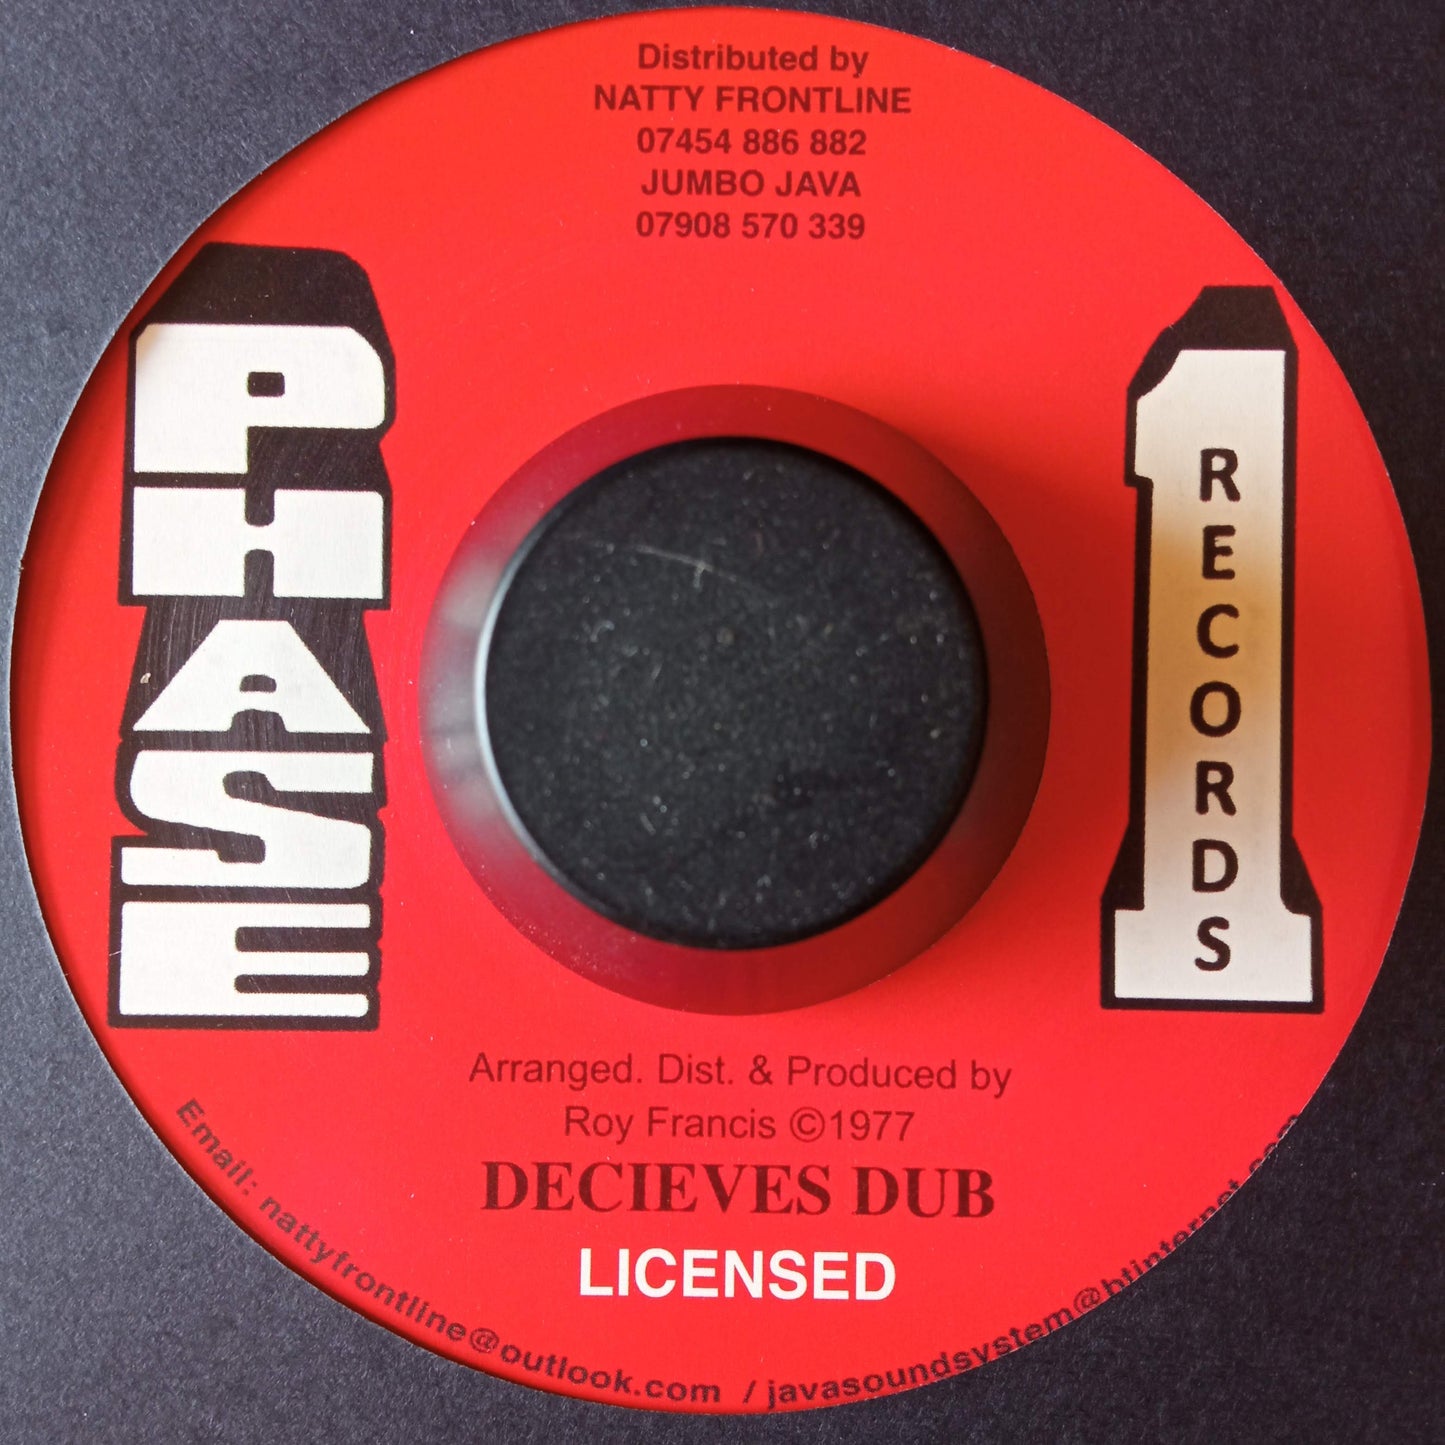 Distributed by
NATTY FRONTLINE
07454 886 882
JUMBO JAVA
07908 570 339
PHASE
1
RECORDS
Arranged. Dist. & Produced by
Roy Francis ©1977
DECIEVES DUB
LICENSED
Email: nattyfrontline@outlook.com / javasoundsystem@btinternet.com